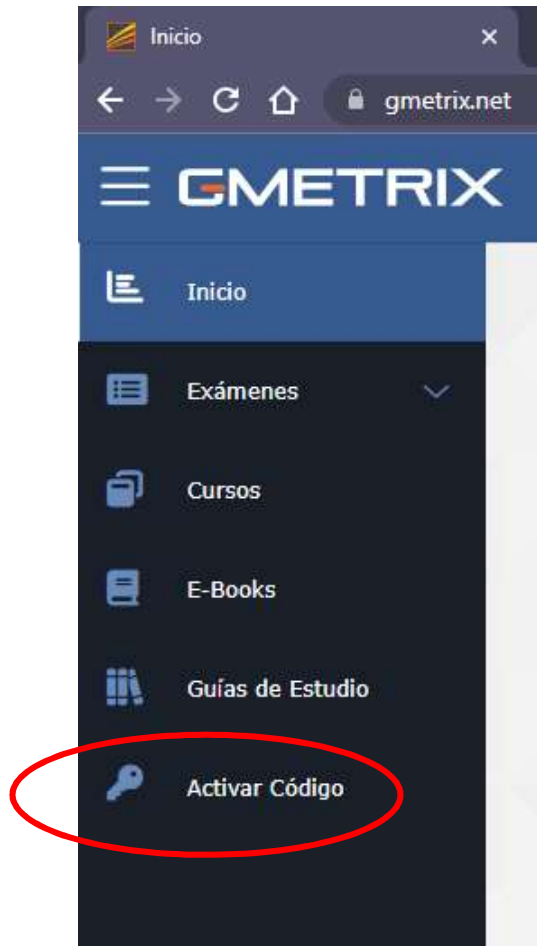 Inicio
gmetrix.net
GMETRIX
Inicio
Exámenes
Cursos
E-Books
Guías de Estudio
Activar Código